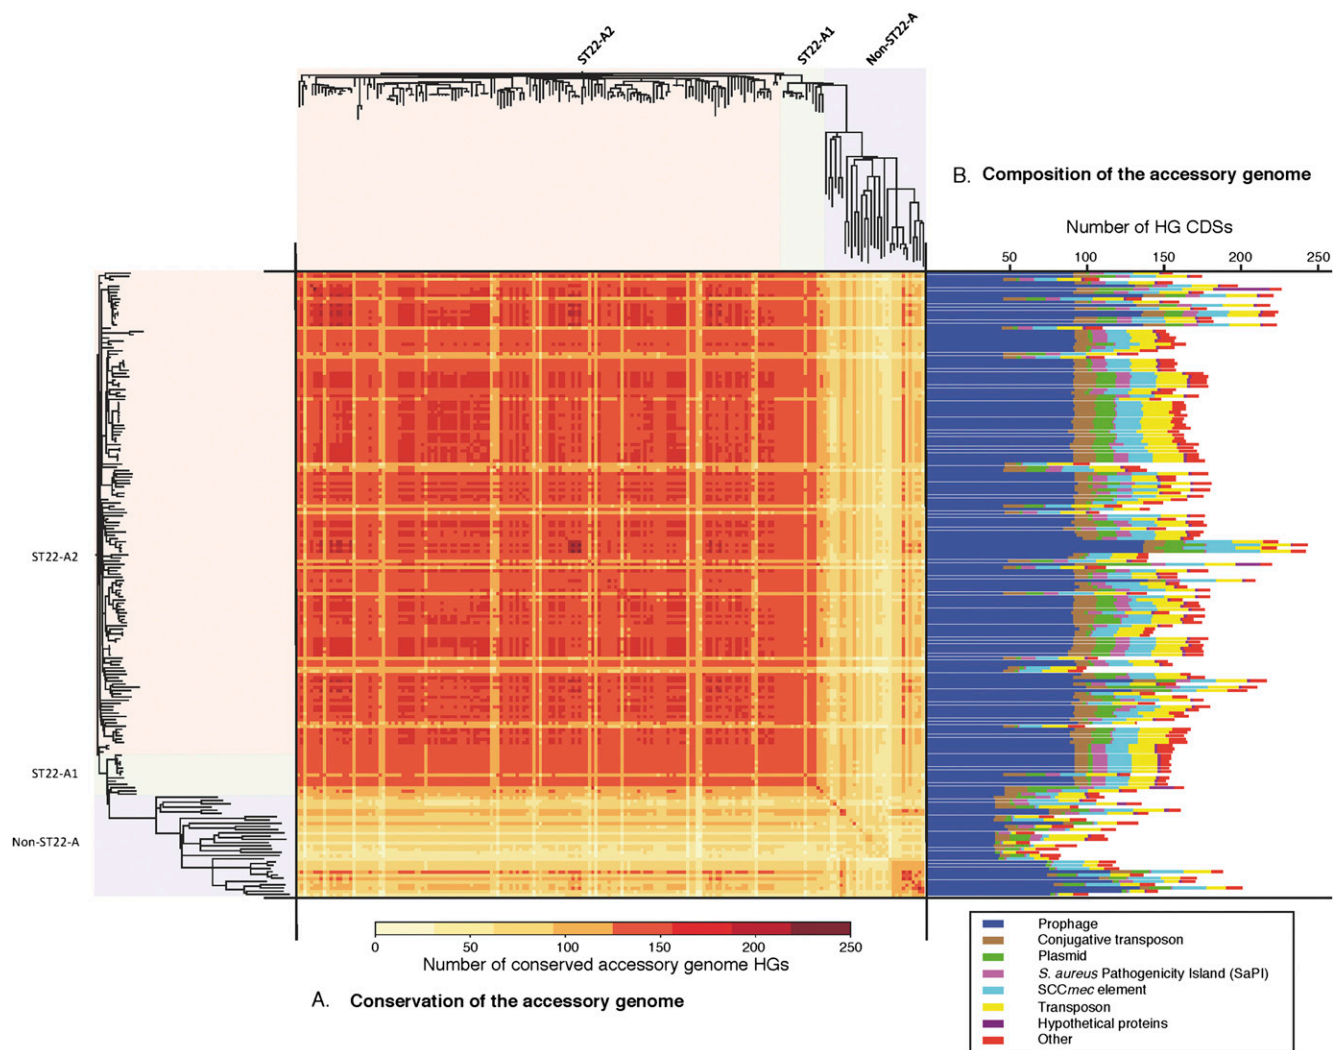 ST22-A2
ST22-A1
Non-ST22-A
B. Composition of the accessory genome
Number of HG CDSs
50 100 150 200 250
ST22-A2
ST22-A1
Non-ST22-A
0 50 100 150 200 250
Number of conserved accessory genome HGs
A. Conservation of the accessory genome
Prophage
Conjugative transposon
Plasmid
S. aureus Pathogenicity Island (SaPI)
SCCmec element
Transposon
Hypothetical proteins
Other